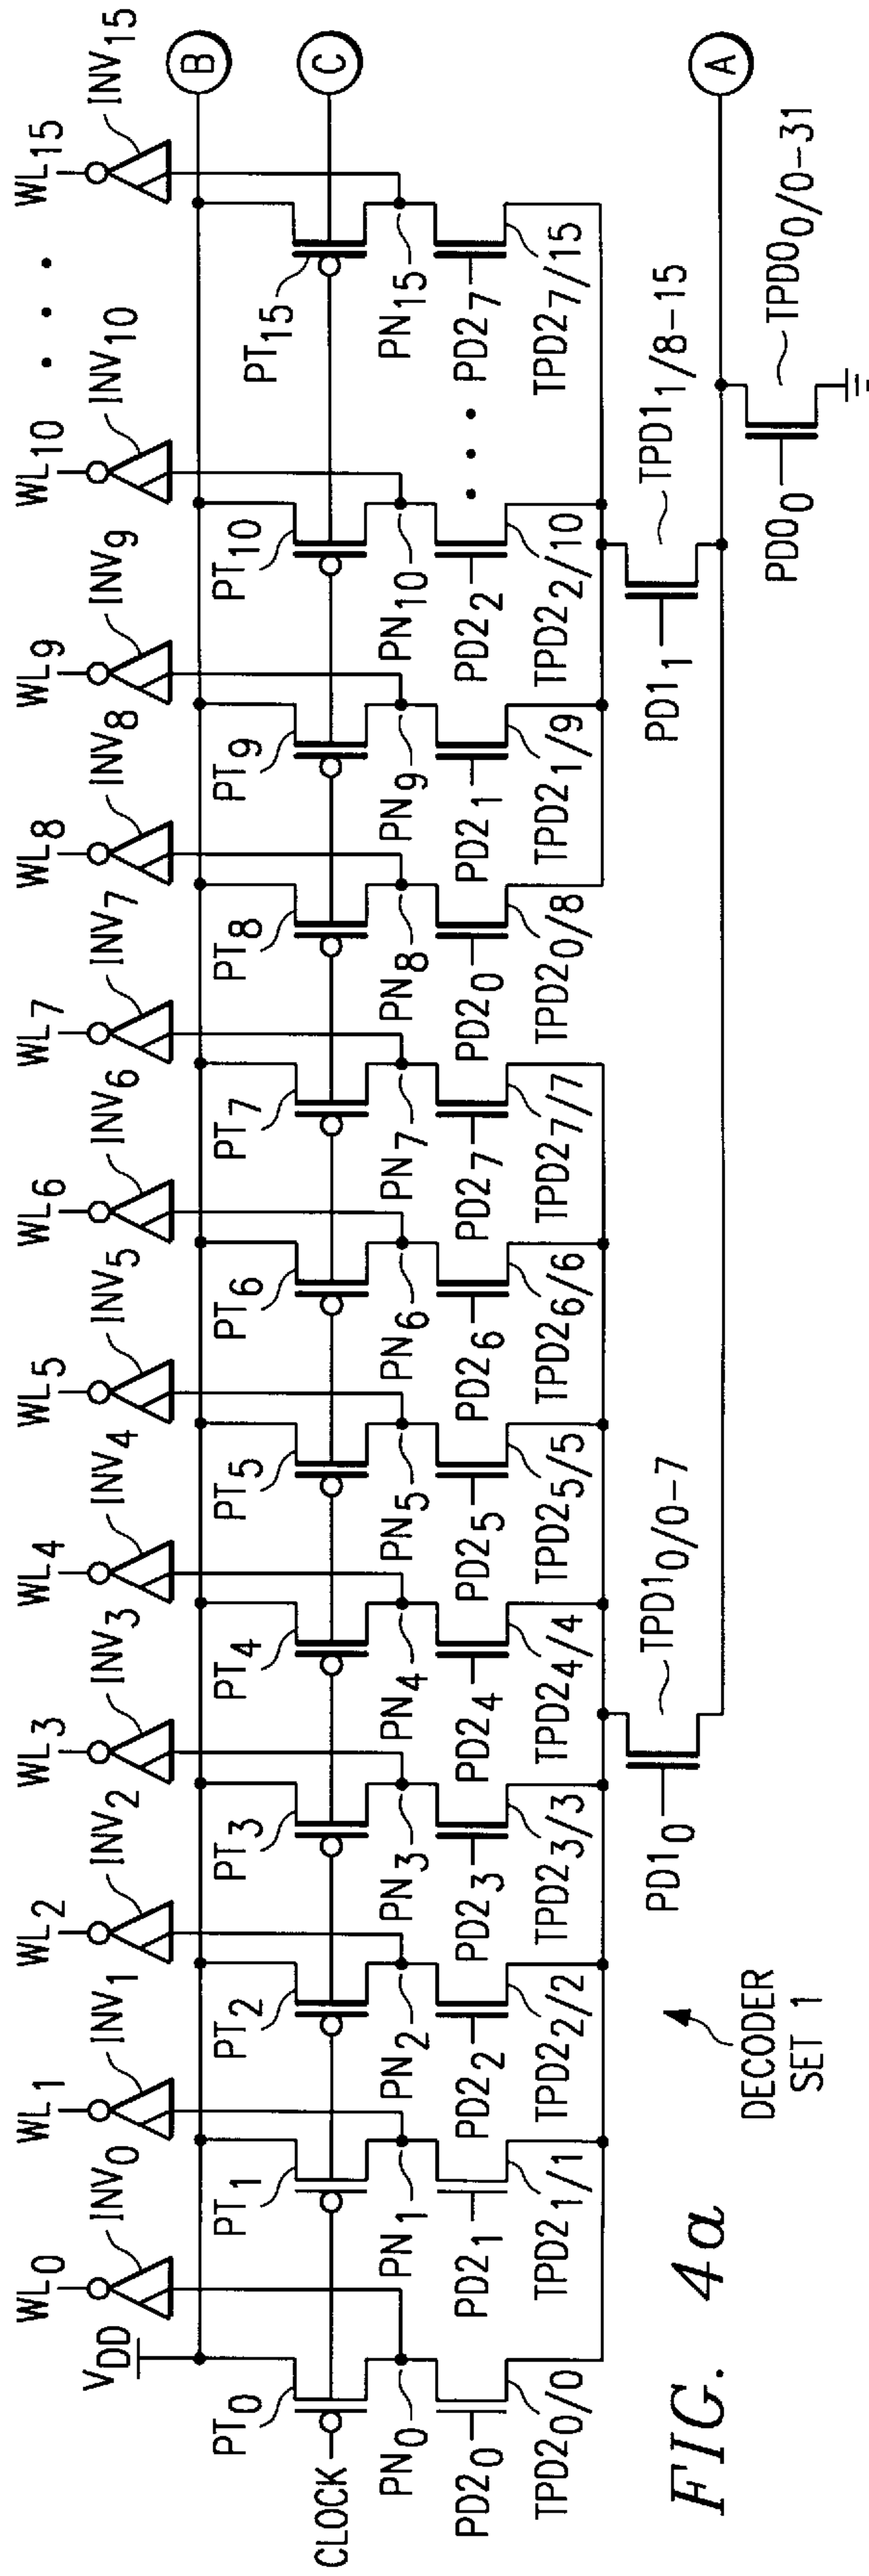 WL0 WL1 WL2 WL3 WL4 WL5 WL6 WL7 WL8 WL9 WL10 • • • WL15
INV0 INV1 INV2 INV3 INV4 INV5 INV6 INV7 INV8 INV9 INV10 INV15
VDD B
PT0 PT1 PT2 PT3 PT4 PT5 PT6 PT7 PT8 PT9 PT10 PT15
CLOCK C
PN0 PN1 PN2 PN3 PN4 PN5 PN6 PN7 PN8 PN9 PN10 PN15
PD20 PD21 PD22 PD23 PD24 PD25 PD26 PD27 PD20 PD21 PD22 • • • PD27
TPD20/0 TPD21/1 TPD22/2 TPD23/3 TPD24/4 TPD25/5 TPD26/6 TPD27/7 TPD20/8 TPD21/9 TPD22/10 TPD27/15
PD10 TPD10/0-7 PD11 TPD11/8-15
A
PD00 TPD00/0-31
DECODER
SET 1
FIG. 4a